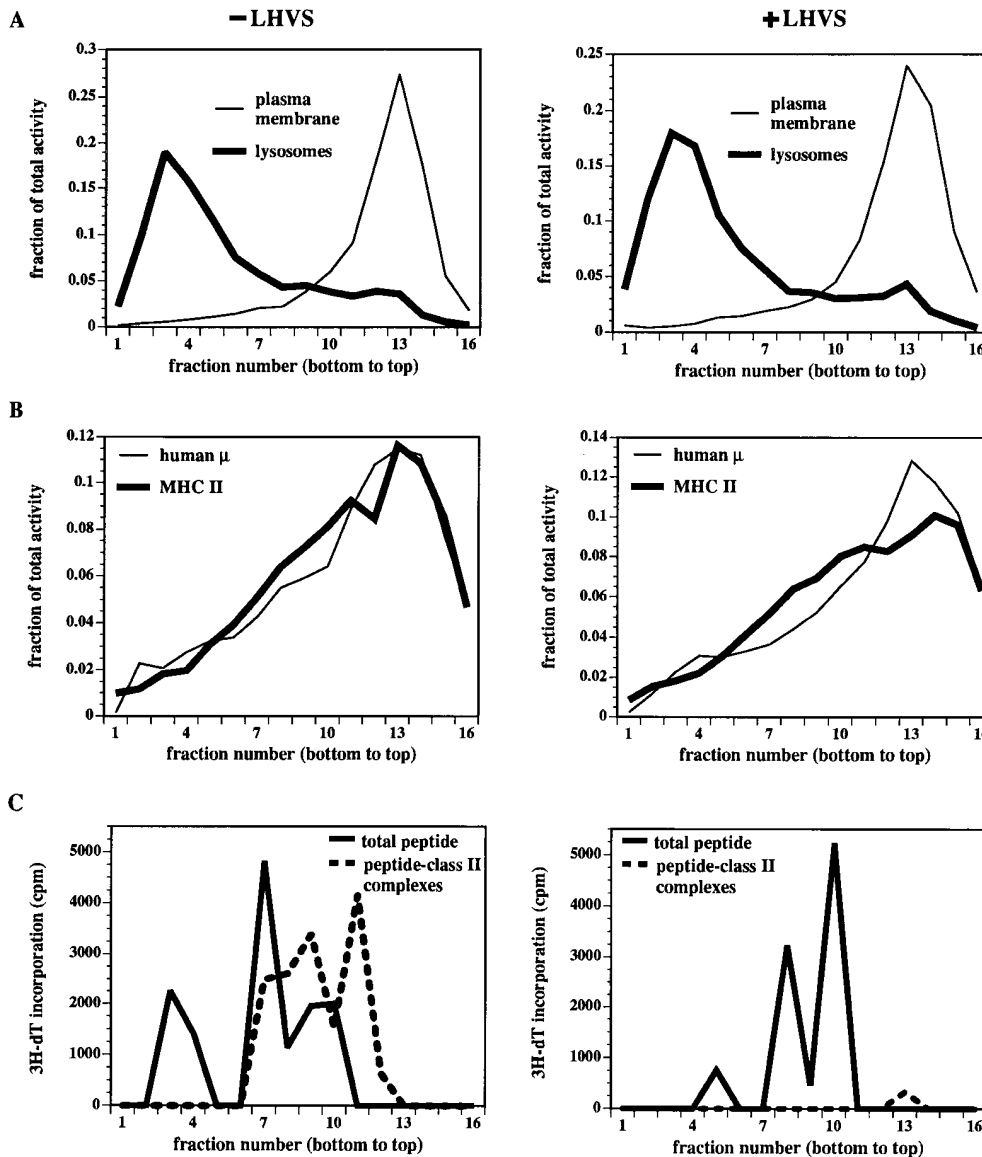 A
− LHVS
+ LHVS
0.3
0.25
0.2
0.15
0.1
0.05
0
fraction of total activity
plasma
membrane
lysosomes
1 4 7 10 13 16
fraction number (bottom to top)
0.25
0.2
0.15
0.1
0.05
0
fraction of total activity
plasma
membrane
lysosomes
1 4 7 10 13 16
fraction number (bottom to top)
B
0.12
0.1
0.08
0.06
0.04
0.02
0
fraction of total activity
human μ
MHC II
1 4 7 10 13 16
fraction number (bottom to top)
0.14
0.12
0.1
0.08
0.06
0.04
0.02
0
fraction of total activity
human μ
MHC II
1 4 7 10 13 16
fraction number (bottom to top)
C
5000
4000
3000
2000
1000
0
3H-dT incorporation (cpm)
total peptide
peptide-class II
complexes
1 4 7 10 13 16
fraction number (bottom to top)
5000
4000
3000
2000
1000
0
3H-dT incorporation (cpm)
total peptide
peptide-class II
complexes
1 4 7 10 13 16
fraction number (bottom to top)